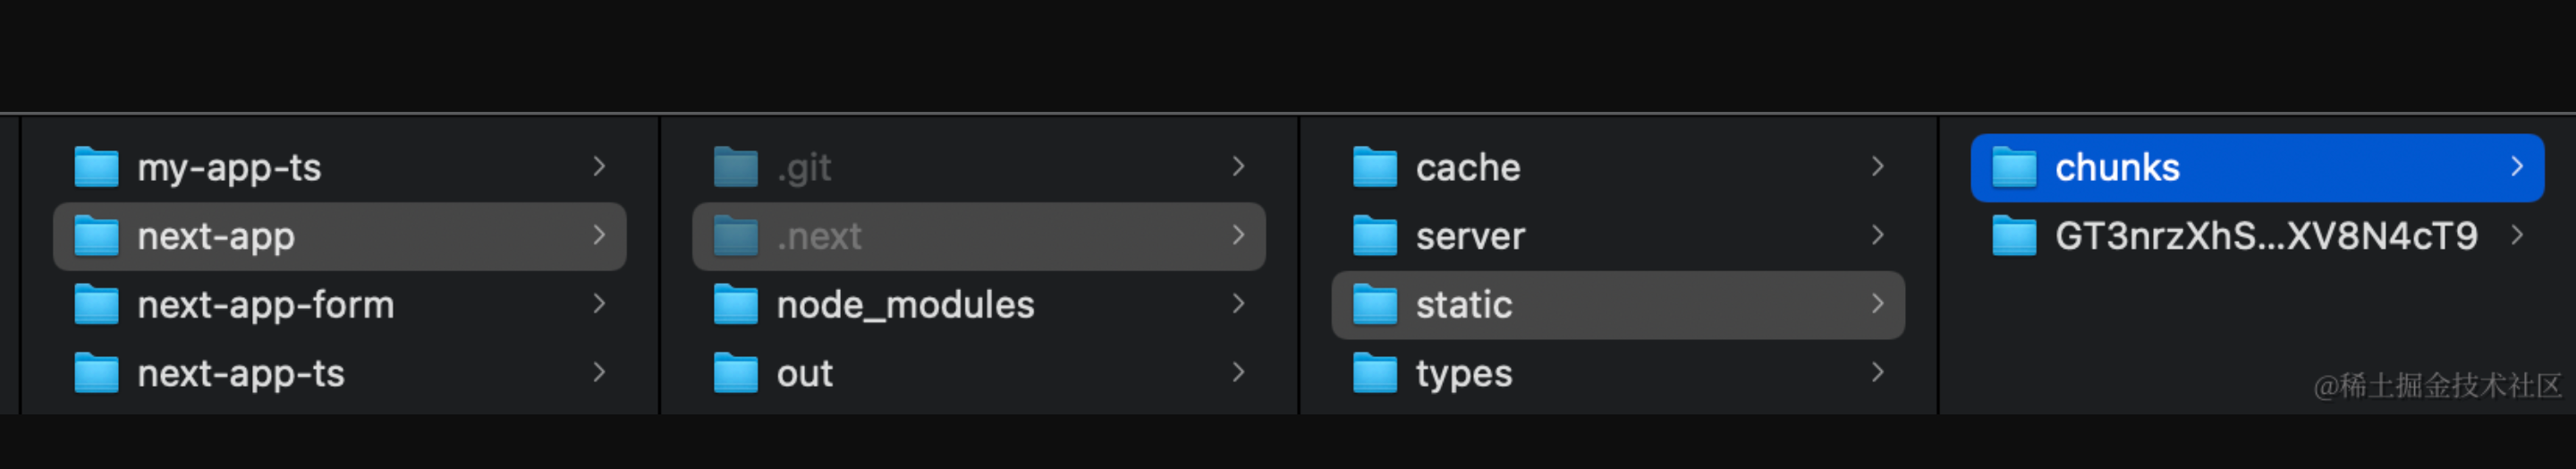 my-app-ts
next-app
next-app-form
next-app-ts
.git
.next
node_modules
out
cache
server
static
types
chunks
GT3nrzXhS...XV8N4cT9
@稀土掘金技术社区